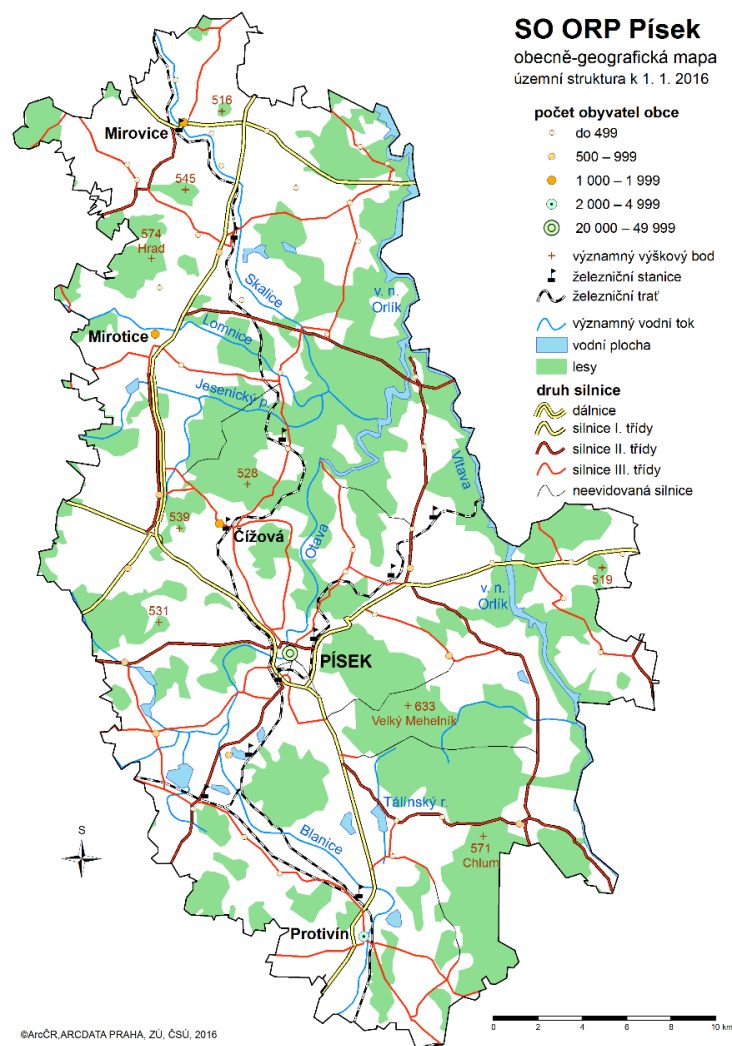 SO ORP Písek
obecně-geografická mapa
územní struktura k 1. 1. 2016
počet obyvatel obce
do 499
500 – 999
1 000 – 1 999
2 000 – 4 999
20 000 – 49 999
významný výškový bod
železniční stanice
železniční trať
významný vodní tok
vodní plocha
lesy
druh silnice
dálnice
silnice I. třídy
silnice II. třídy
silnice III. třídy
neevidovaná silnice
516
Mirovice
545
574
Hrad
Skalice
v. n.
Orlík
Lomnice
Mirotice
Jesenický p.
Vltava
528
539
Čížová
Otava
519
v. n.
Orlík
531
PÍSEK
633
Velký Mehelník
Tálínský r.
Blanice
571
Chlum
S
Protivín
0 2 4 6 8 10 km
©ArcČR,ARCDATA PRAHA, ZÚ, ČSÚ, 2016